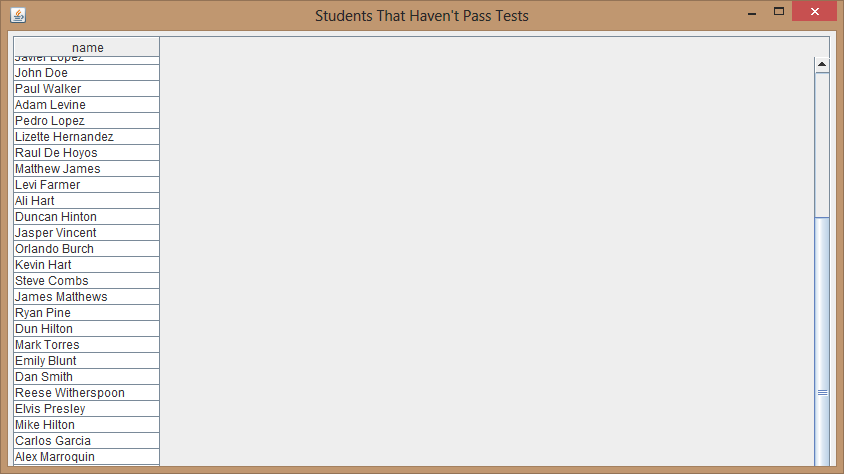 Students That Haven't Pass Tests
name
Javier Lopez
John Doe
Paul Walker
Adam Levine
Pedro Lopez
Lizette Hernandez
Raul De Hoyos
Matthew James
Levi Farmer
Ali Hart
Duncan Hinton
Jasper Vincent
Orlando Burch
Kevin Hart
Steve Combs
James Matthews
Ryan Pine
Dun Hilton
Mark Torres
Emily Blunt
Dan Smith
Reese Witherspoon
Elvis Presley
Mike Hilton
Carlos Garcia
Alex Marroquin